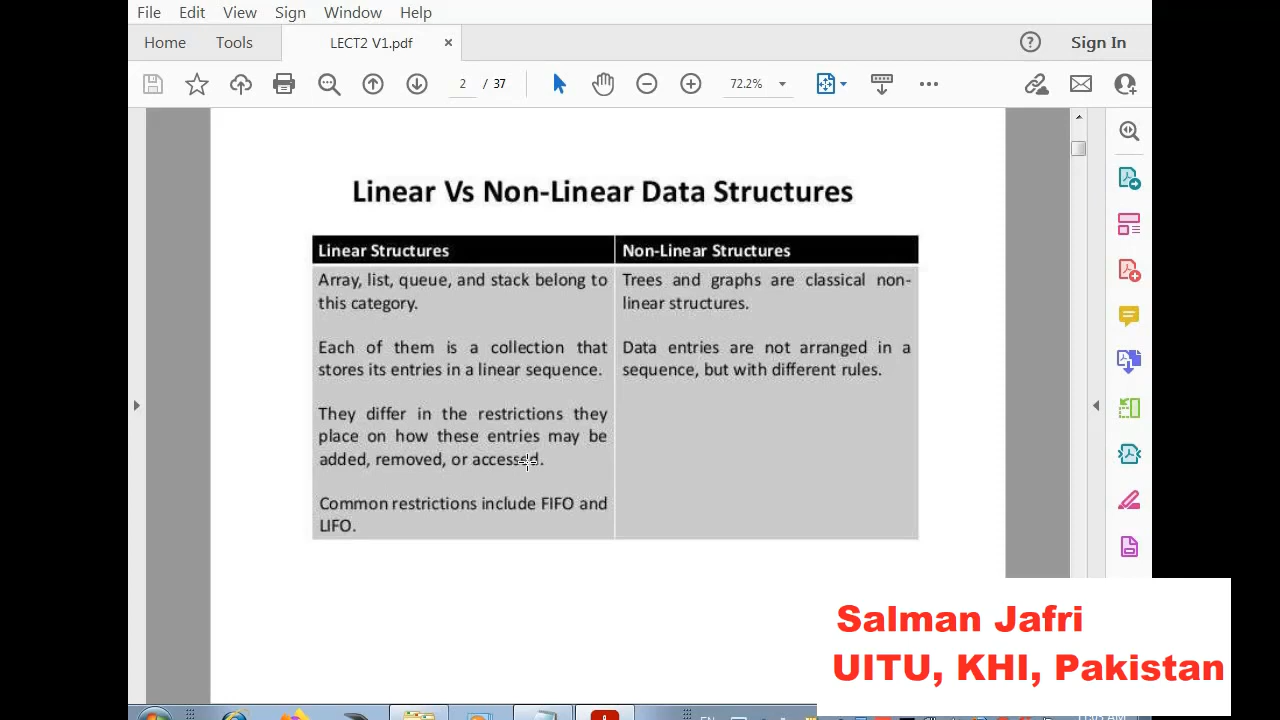 File Edit View Sign Window Help
Home Tools LECT2 V1.pdf × Sign In
2 / 37 72.2%
Linear Vs Non-Linear Data Structures
Linear Structures
Array, list, queue, and stack belong to
this category.
Each of them is a collection that
stores its entries in a linear sequence.
They differ in the restrictions they
place on how these entries may be
added, removed, or accessed.
Common restrictions include FIFO and
LIFO.
Non-Linear Structures
Trees and graphs are classical non-
linear structures.
Data entries are not arranged in a
sequence, but with different rules.
Salman Jafri
UITU, KHI, Pakistan